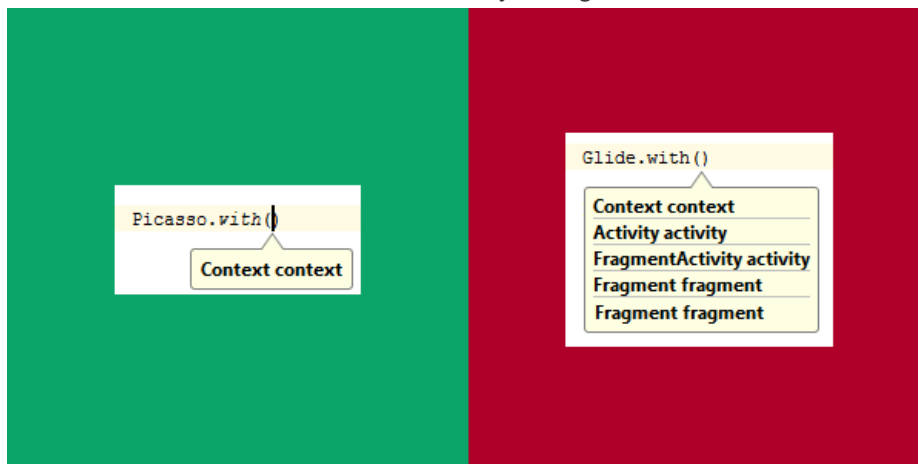 Picasso.with()
Context context
Glide.with()
Context context
Activity activity
FragmentActivity activity
Fragment fragment
Fragment fragment